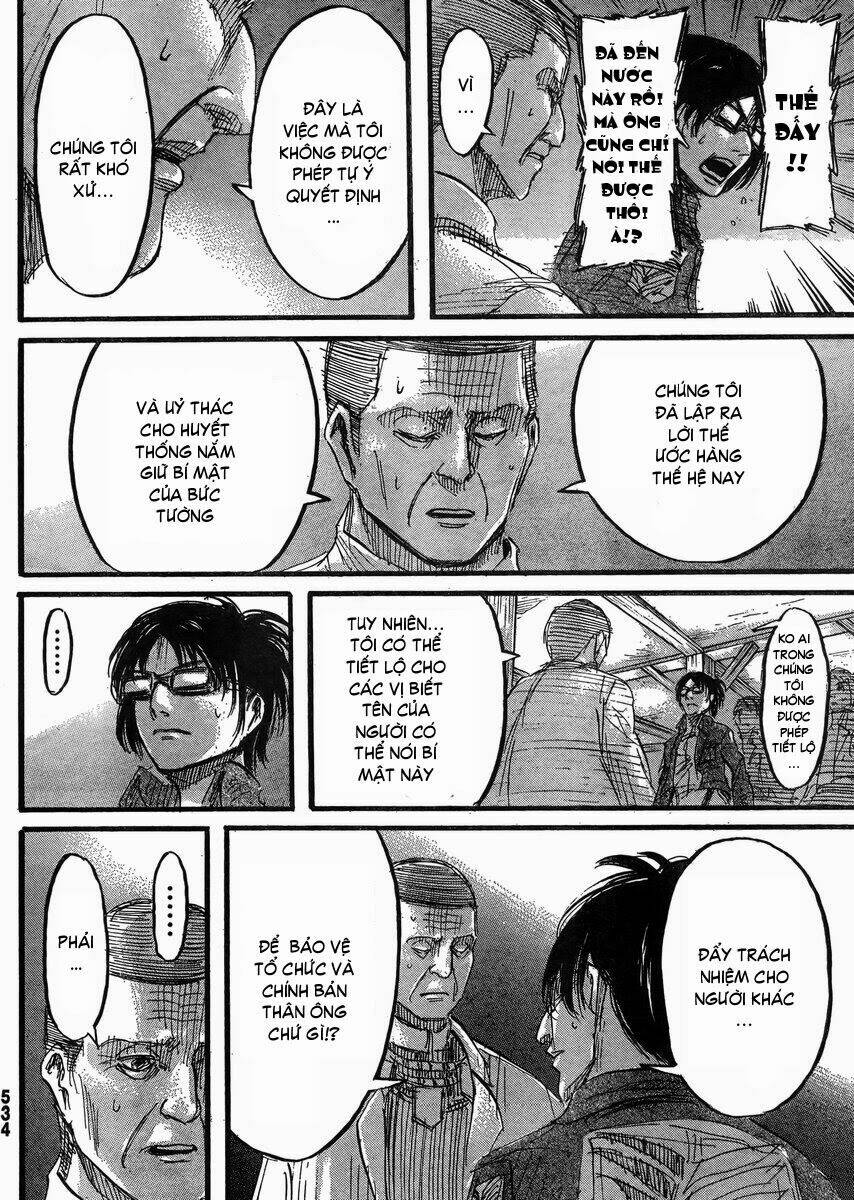 THẾ
ĐẤY
!!
ĐÃ ĐẾN
NƯỚC
NÀY RỒI
MÀ ÔNG
CŨNG CHỈ
NÓI THẾ
ĐƯỢC
THÔI
À!?
VÌ
...
ĐÂY LÀ
VIỆC MÀ TÔI
KHÔNG ĐƯỢC
PHÉP TỰ Ý
QUYẾT ĐỊNH
...
CHÚNG TÔI
RẤT KHÓ
XỬ...
CHÚNG TÔI
ĐÃ LẬP RA
LỜI THỀ
ƯỚC HÀNG
THẾ HỆ NAY
VÀ UỶ THÁC
CHO HUYẾT
THỐNG NẮM
GIỮ BÍ MẬT
CỦA BỨC
TƯỜNG
KO AI
TRONG
CHÚNG
TÔI
KHÔNG
ĐƯỢC
PHÉP
TIẾT LỘ
...
TUY NHIÊN...
TÔI CÓ THỂ
TIẾT LỘ CHO
CÁC VỊ BIẾT
TÊN CỦA
NGƯỜI CÓ
THỂ NÓI BÍ
MẬT NÀY
.....
ĐẨY TRÁCH
NHIỆM CHO
NGƯỜI KHÁC
...
ĐỂ BẢO VỆ
TỔ CHỨC VÀ
CHÍNH BẢN
THÂN ÔNG
CHỨ GÌ!?
......
PHẢI
...
534